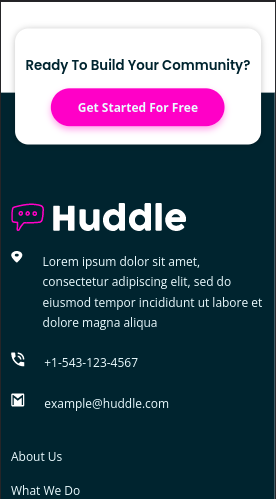 Ready To Build Your Community?
Get Started For Free
Huddle
Lorem ipsum dolor sit amet,
consectetur adipiscing elit, sed do
eiusmod tempor incididunt ut labore et
dolore magna aliqua
+1-543-123-4567
example@huddle.com
About Us
What We Do